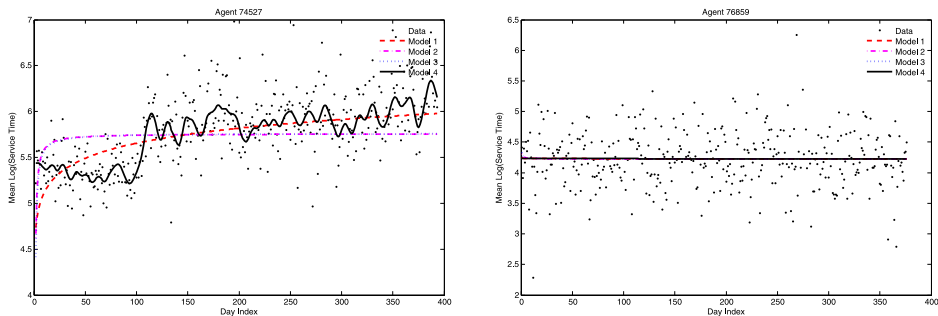 Agent 74527
7
6.5
6
5.5
5
4.5
4
Mean Log(Service Time)
0
50
100
150
200
250
300
350
400
Day Index
Data
Model 1
Model 2
Model 3
Model 4
Agent 76859
6.5
6
5.5
5
4.5
4
3.5
3
2.5
2
Mean Log(Service Time)
0
50
100
150
200
250
300
350
400
Day Index
Data
Model 1
Model 2
Model 3
Model 4